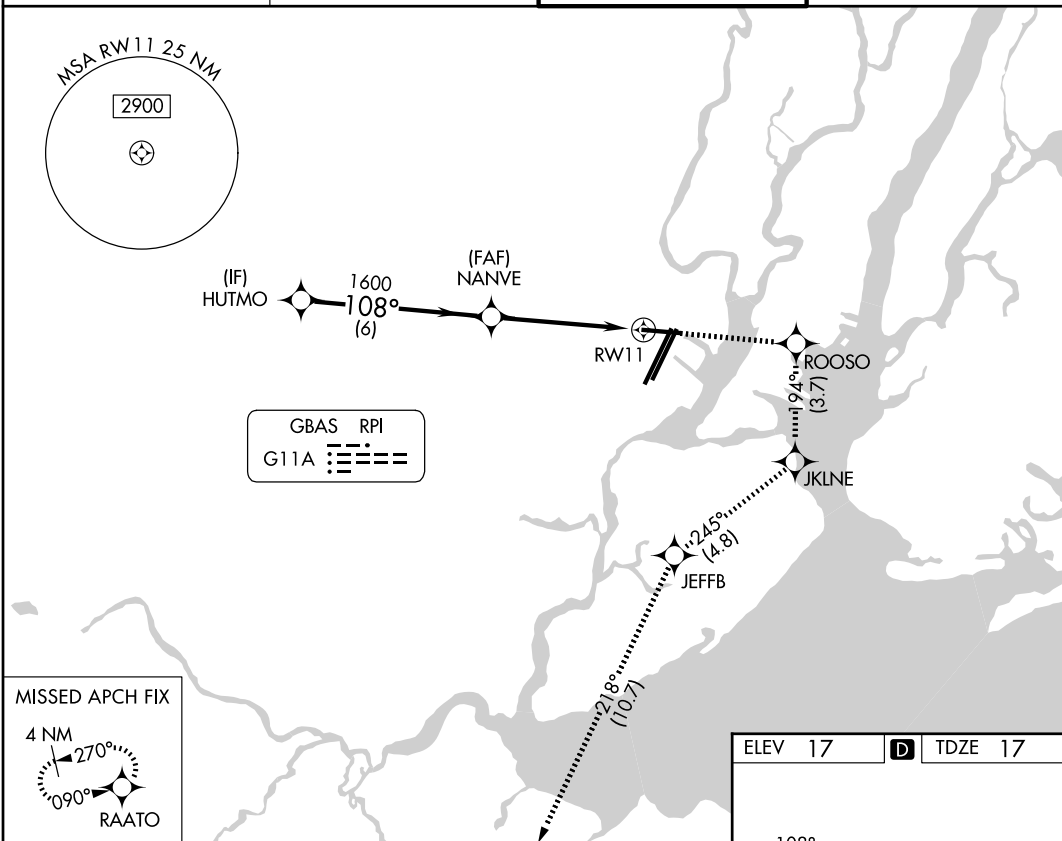 MSA RW11 25 NM
2900
(IF)
HUTMO
1600
108°
(6)
(FAF)
NANVE
RW11
ROOSO
194°
(3.7)
JKLNE
245°
(4.8)
JEFFB
218°
(10.7)
GBAS RPI
G11A
MISSED APCH FIX
4 NM
270°
090°
RAATO
ELEV 17
D
TDZE 17
108°